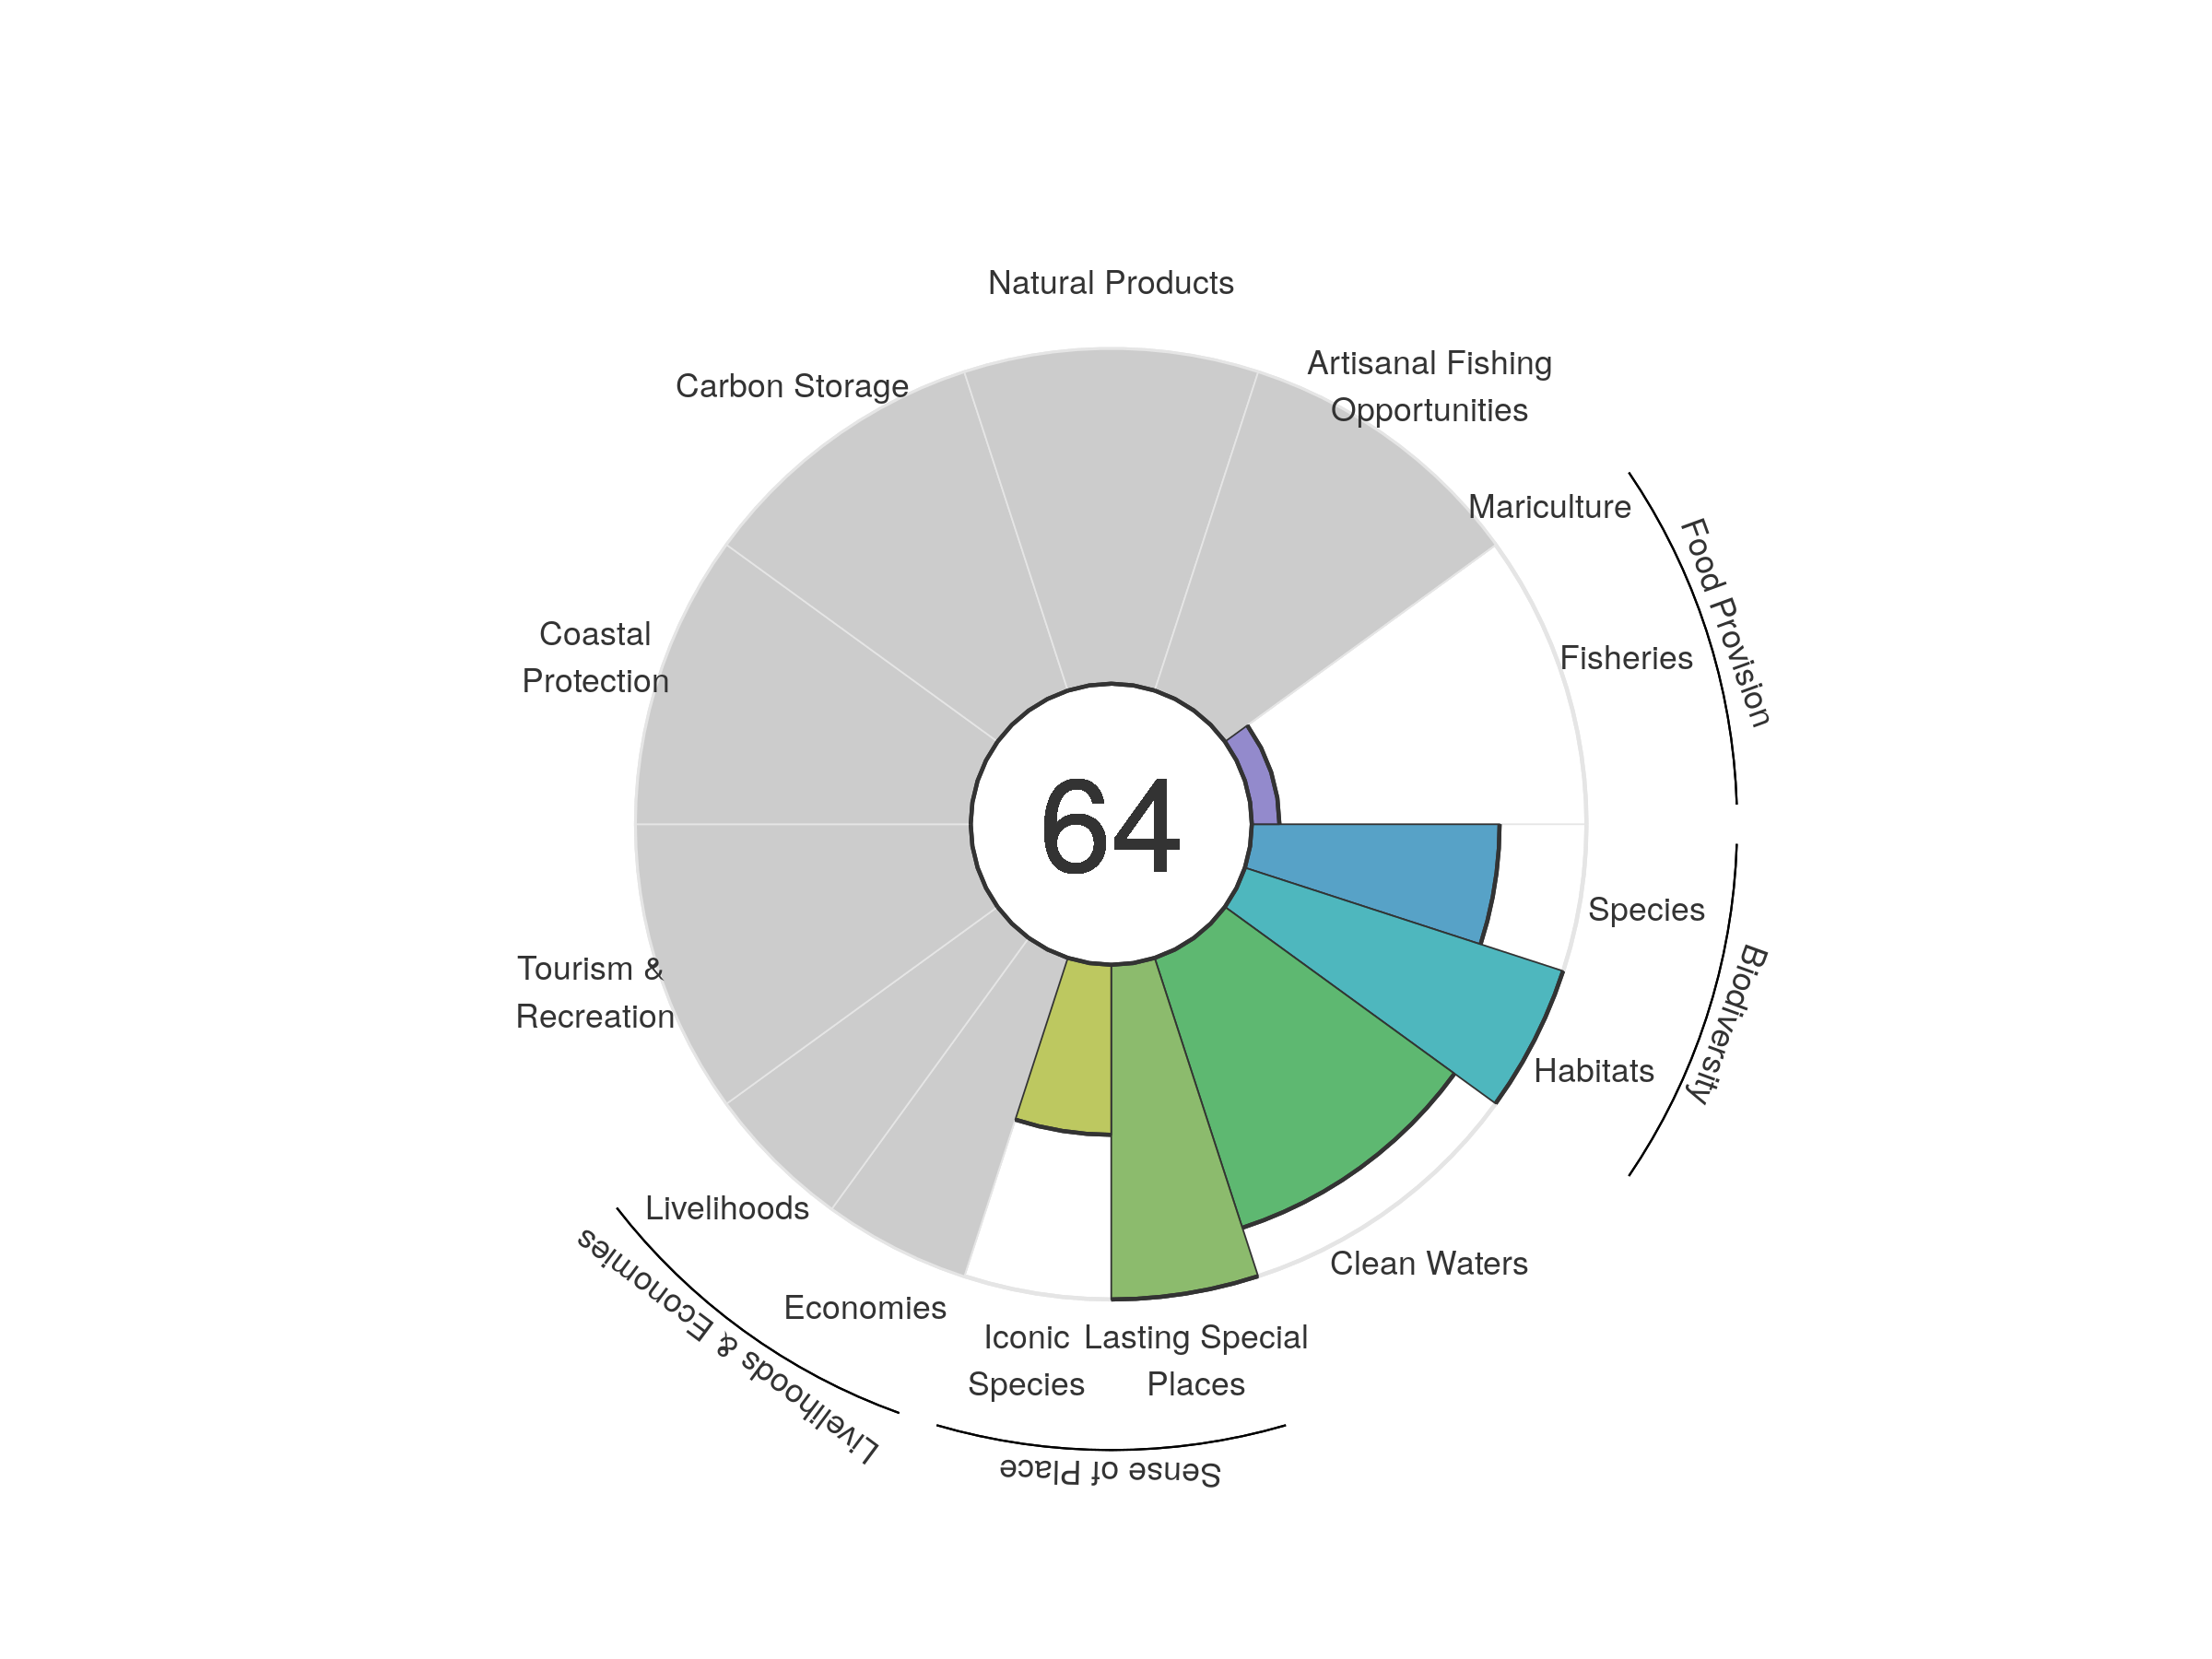 Natural Products
Artisanal Fishing
Opportunities
Carbon Storage
Mariculture
Food Provision
Fisheries
Coastal
Protection
64
Species
Biodiversity
Tourism &
Recreation
Habitats
Livelihoods
Livelihoods & Economies
Clean Waters
Economies
Iconic
Species
Lasting Special
Places
Sense of Place